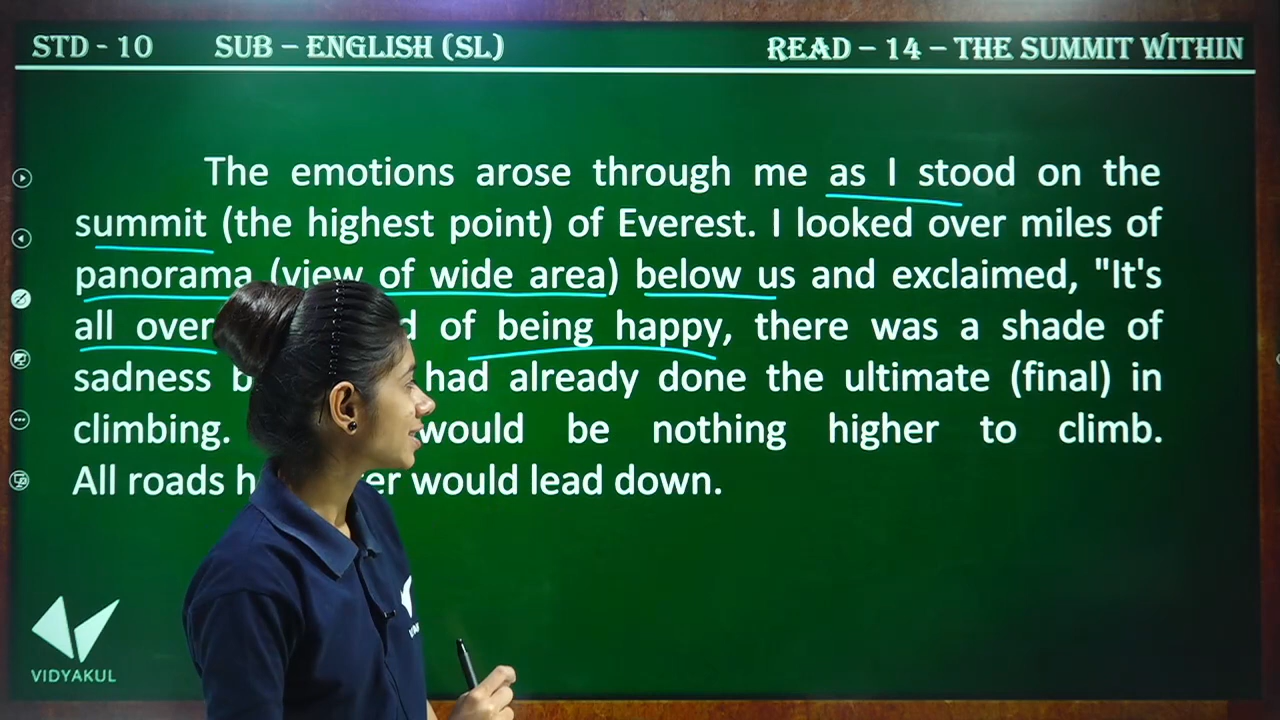 STD - 10 SUB – ENGLISH (SL) READ – 14 – THE SUMMIT WITHIN
The emotions arose through me as I stood on the
summit (the highest point) of Everest. I looked over miles of
panorama (view of wide area) below us and exclaimed, "It's
all over of being happy, there was a shade of
sadness had already done the ultimate (final) in
climbing. would be nothing higher to climb.
All roads would lead down.
VIDYAKUL